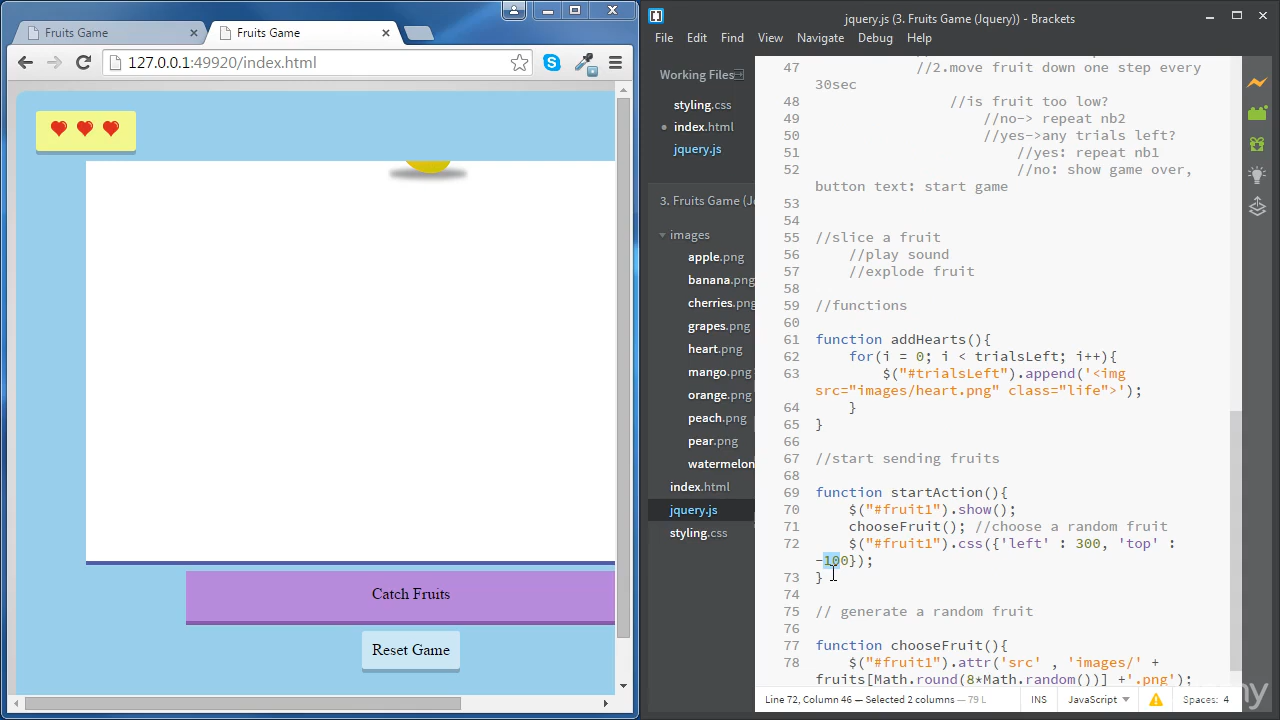 Fruits Game
Fruits Game
127.0.0.1:49920/index.html
Catch Fruits
Reset Game
jquery.js (3. Fruits Game (Jquery)) - Brackets
File Edit Find View Navigate Debug Help
Working Files
styling.css
index.html
jquery.js
3. Fruits Game (J
images
apple.png
banana.png
cherries.png
grapes.png
heart.png
mango.png
orange.png
peach.png
pear.png
watermelon
index.html
jquery.js
styling.css
47 //2.move fruit down one step every
30sec
48 //is fruit too low?
49 //no-> repeat nb2
50 //yes->any trials left?
51 //yes: repeat nb1
52 //no: show game over,
button text: start game
53
54
55 //slice a fruit
56 //play sound
57 //explode fruit
58
59 //functions
60
61 function addHearts(){
62 for(i = 0; i < trialsLeft; i++){
63 $("#trialsLeft").append('<img
src="images/heart.png" class="life">');
64 }
65 }
66
67 //start sending fruits
68
69 function startAction(){
70 $("#fruit1").show();
71 chooseFruit(); //choose a random fruit
72 $("#fruit1").css({'left' : 300, 'top' :
-100});
73 }
74
75 // generate a random fruit
76
77 function chooseFruit(){
78 $("#fruit1").attr('src' , 'images/' +
fruits[Math.round(8*Math.random())] +'.png');
Line 72, Column 46 — Selected 2 columns — 79 L
INS JavaScript Spaces: 4